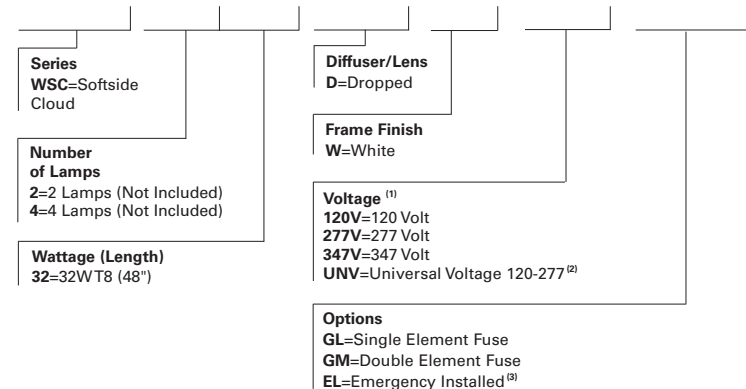 Series
WSC=Softside
Cloud
Number
of Lamps
2=2 Lamps (Not Included)
4=4 Lamps (Not Included)
Wattage (Length)
32=32WT8 (48")
Diffuser/Lens
D=Dropped
Frame Finish
W=White
Voltage (1)
120V=120 Volt
277V=277 Volt
347V=347 Volt
UNV=Universal Voltage 120-277 (2)
Options
GL=Single Element Fuse
GM=Double Element Fuse
EL=Emergency Installed (3)